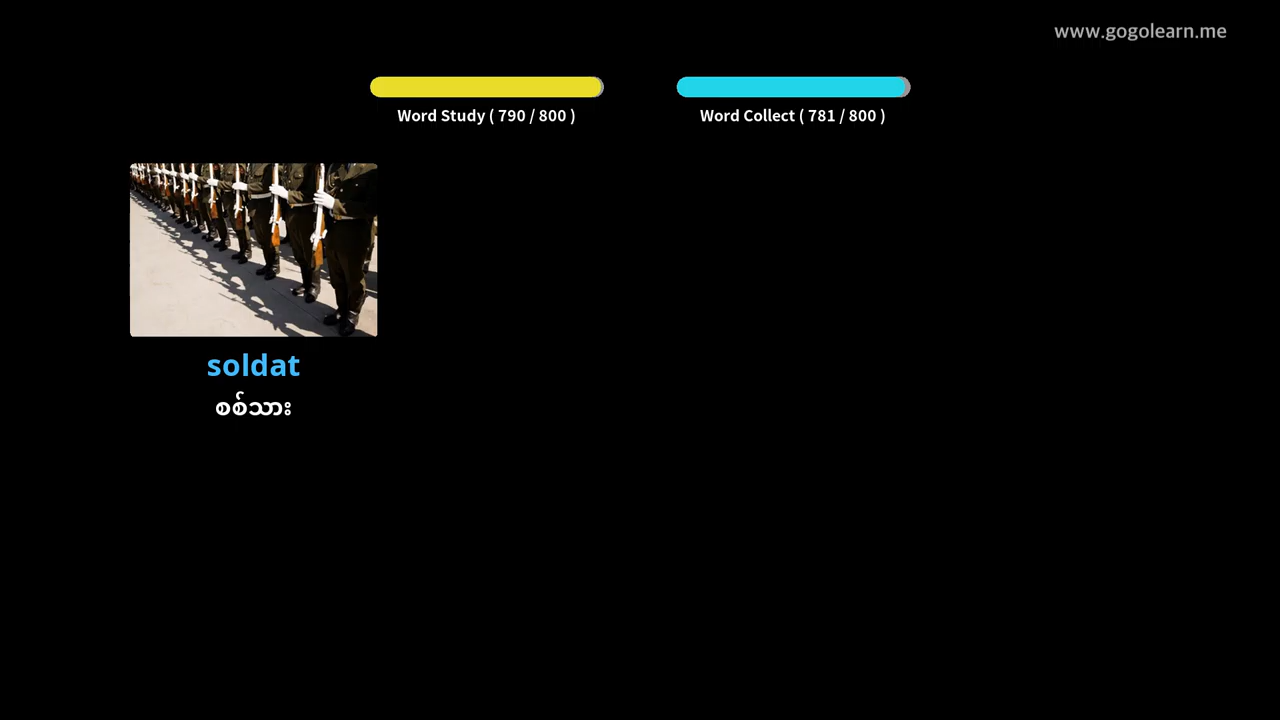 www.gogolearn.me
Word Study ( 790 / 800 )
Word Collect ( 781 / 800 )
soldat
စစ်သား